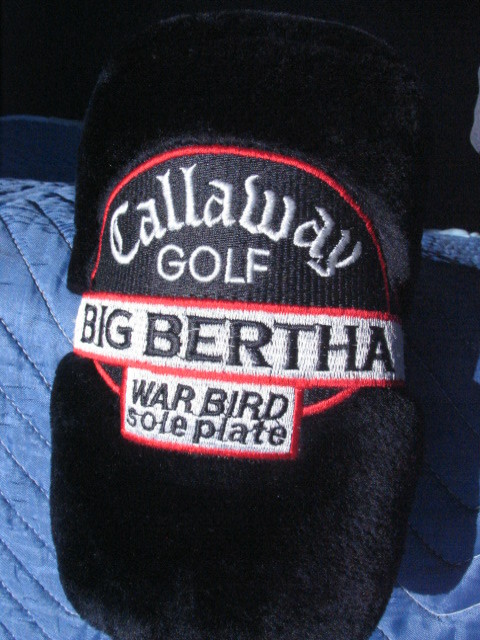 Callaway
GOLF
BIG BERTHA
WAR BIRD
sole plate